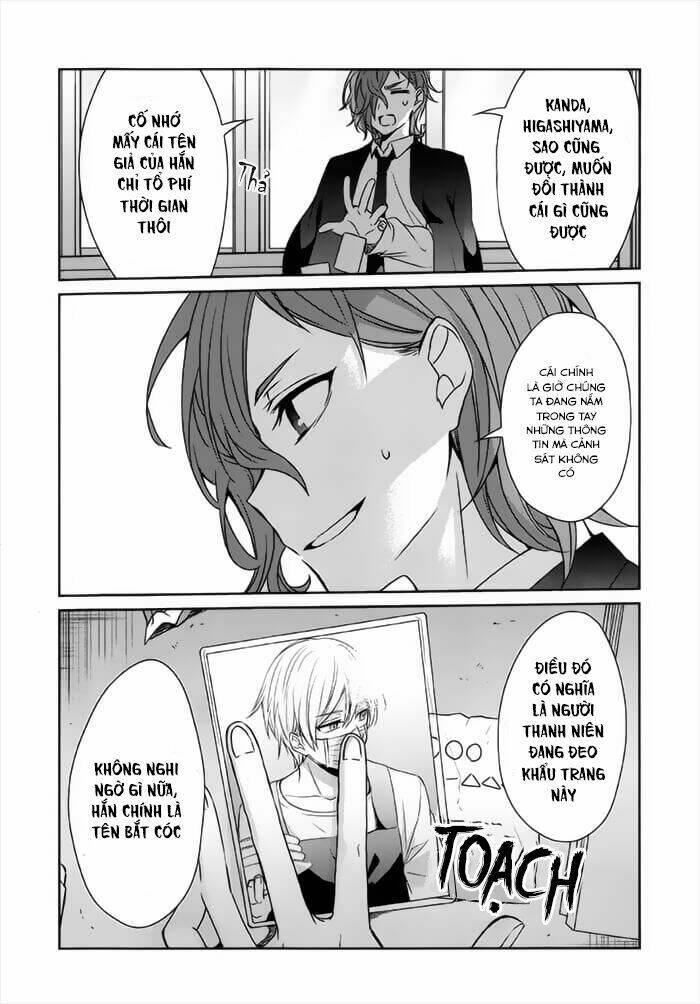 KANDA,
HIGASHIYAMA,
SAO CŨNG
ĐƯỢC, MUỐN
ĐỔI THÀNH
CÁI GÌ CŨNG
ĐƯỢC
CỐ NHỚ
MẤY CÁI TÊN
GIẢ CỦA HẮN
CHỈ TỔ PHÍ
THỜI GIAN
THÔI
Thả
CÁI CHÍNH
LÀ GIỜ CHÚNG
TA ĐANG NẮM
TRONG TAY
NHỮNG THÔNG
TIN MÀ CẢNH
SÁT KHÔNG
CÓ
ĐIỀU ĐÓ
CÓ NGHĨA
LÀ NGƯỜI
THANH NIÊN
ĐANG ĐEO
KHẨU TRANG
NÀY
KHÔNG NGHI
NGỜ GÌ NỮA,
HẮN CHÍNH LÀ
TÊN BẮT CÓC
TOẠCH